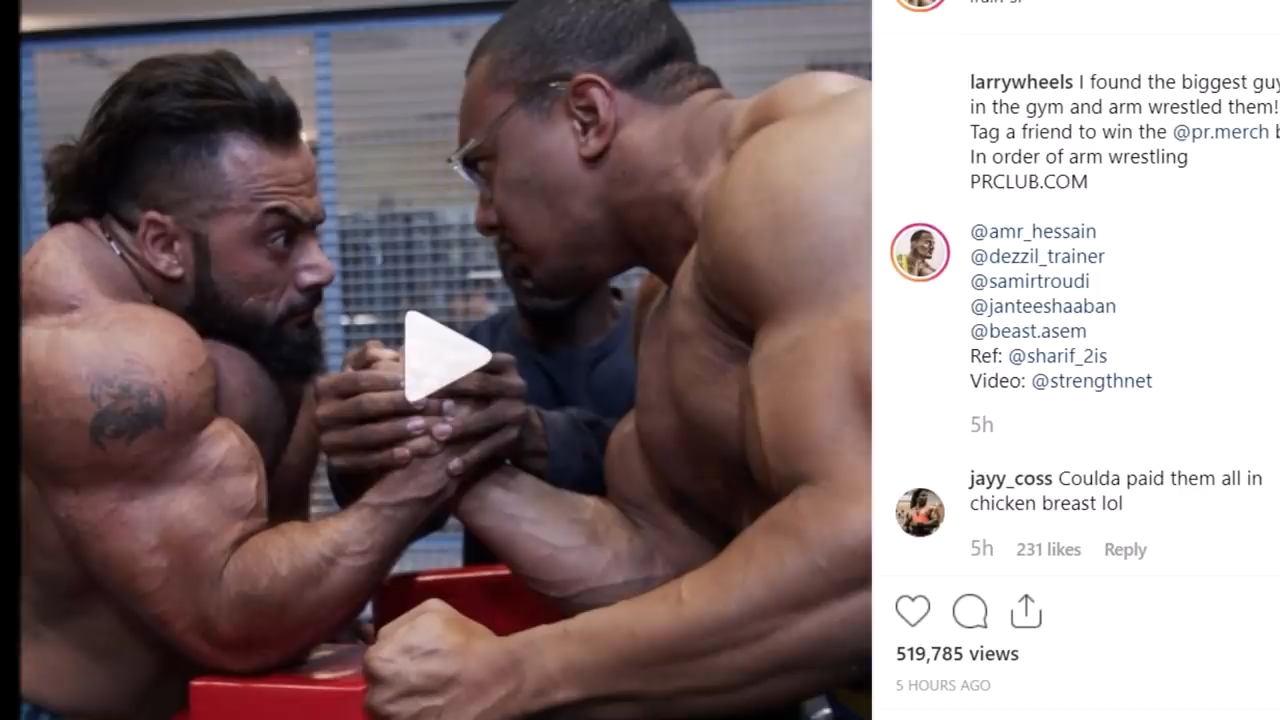 larrywheels I found the biggest guy
in the gym and arm wrestled them!
Tag a friend to win the @pr.merch
In order of arm wrestling
PRCLUB.COM
@amr_hessain
@dezzil_trainer
@samirtroudi
@janteeshaaban
@beast.asem
Ref: @sharif_2is
Video: @strengthnet
5h
jayy_coss Coulda paid them all in
chicken breast lol
5h 231 likes Reply
519,785 views
5 HOURS AGO